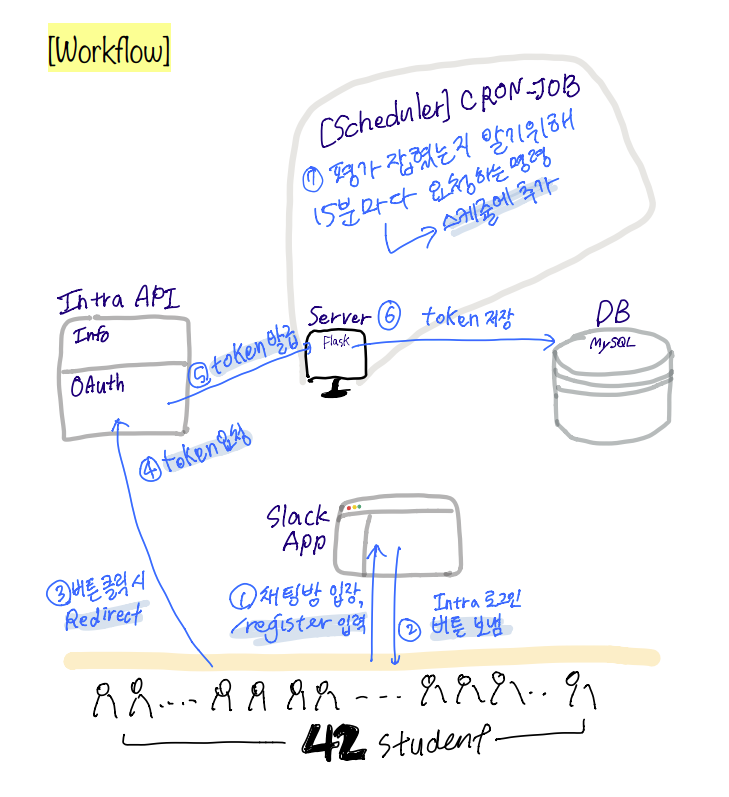 [Workflow]
[Scheduler] CRON-JOB
⑦ 평가 잡혔는지 알기위해
15분마다 요청하는 명령
스케줄에 추가
Intra API
Info
OAuth
⑤ token 발급
Server
Flask
⑥ token 저장
DB
MySQL
④ token 요청
Slack
App
③ 버튼 클릭 시
Redirect
① 채팅방 입장,
/register 입력
② Intra 로그인
버튼 보냄
42 student